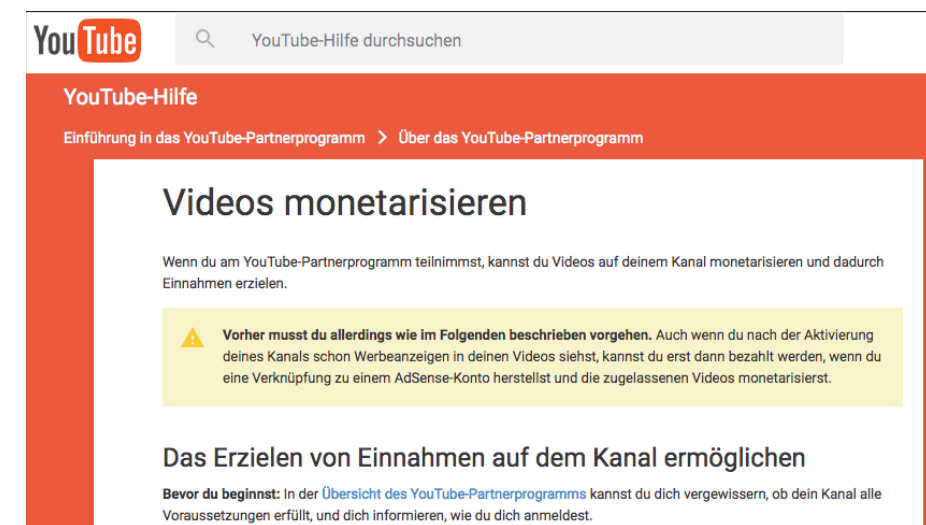 YouTube
YouTube-Hilfe durchsuchen
YouTube-Hilfe
Einführung in das YouTube-Partnerprogramm > Über das YouTube-Partnerprogramm
Videos monetarisieren
Wenn du am YouTube-Partnerprogramm teilnimmst, kannst du Videos auf deinem Kanal monetarisieren und dadurch
Einnahmen erzielen.
Vorher musst du allerdings wie im Folgenden beschrieben vorgehen. Auch wenn du nach der Aktivierung
deines Kanals schon Werbeanzeigen in deinen Videos siehst, kannst du erst dann bezahlt werden, wenn du
eine Verknüpfung zu einem AdSense-Konto herstellst und die zugelassenen Videos monetarisierst.
Das Erzielen von Einnahmen auf dem Kanal ermöglichen
Bevor du beginnst: In der Übersicht des YouTube-Partnerprogramms kannst du dich vergewissern, ob dein Kanal alle
Voraussetzungen erfüllt, und dich informieren, wie du dich anmeldest.